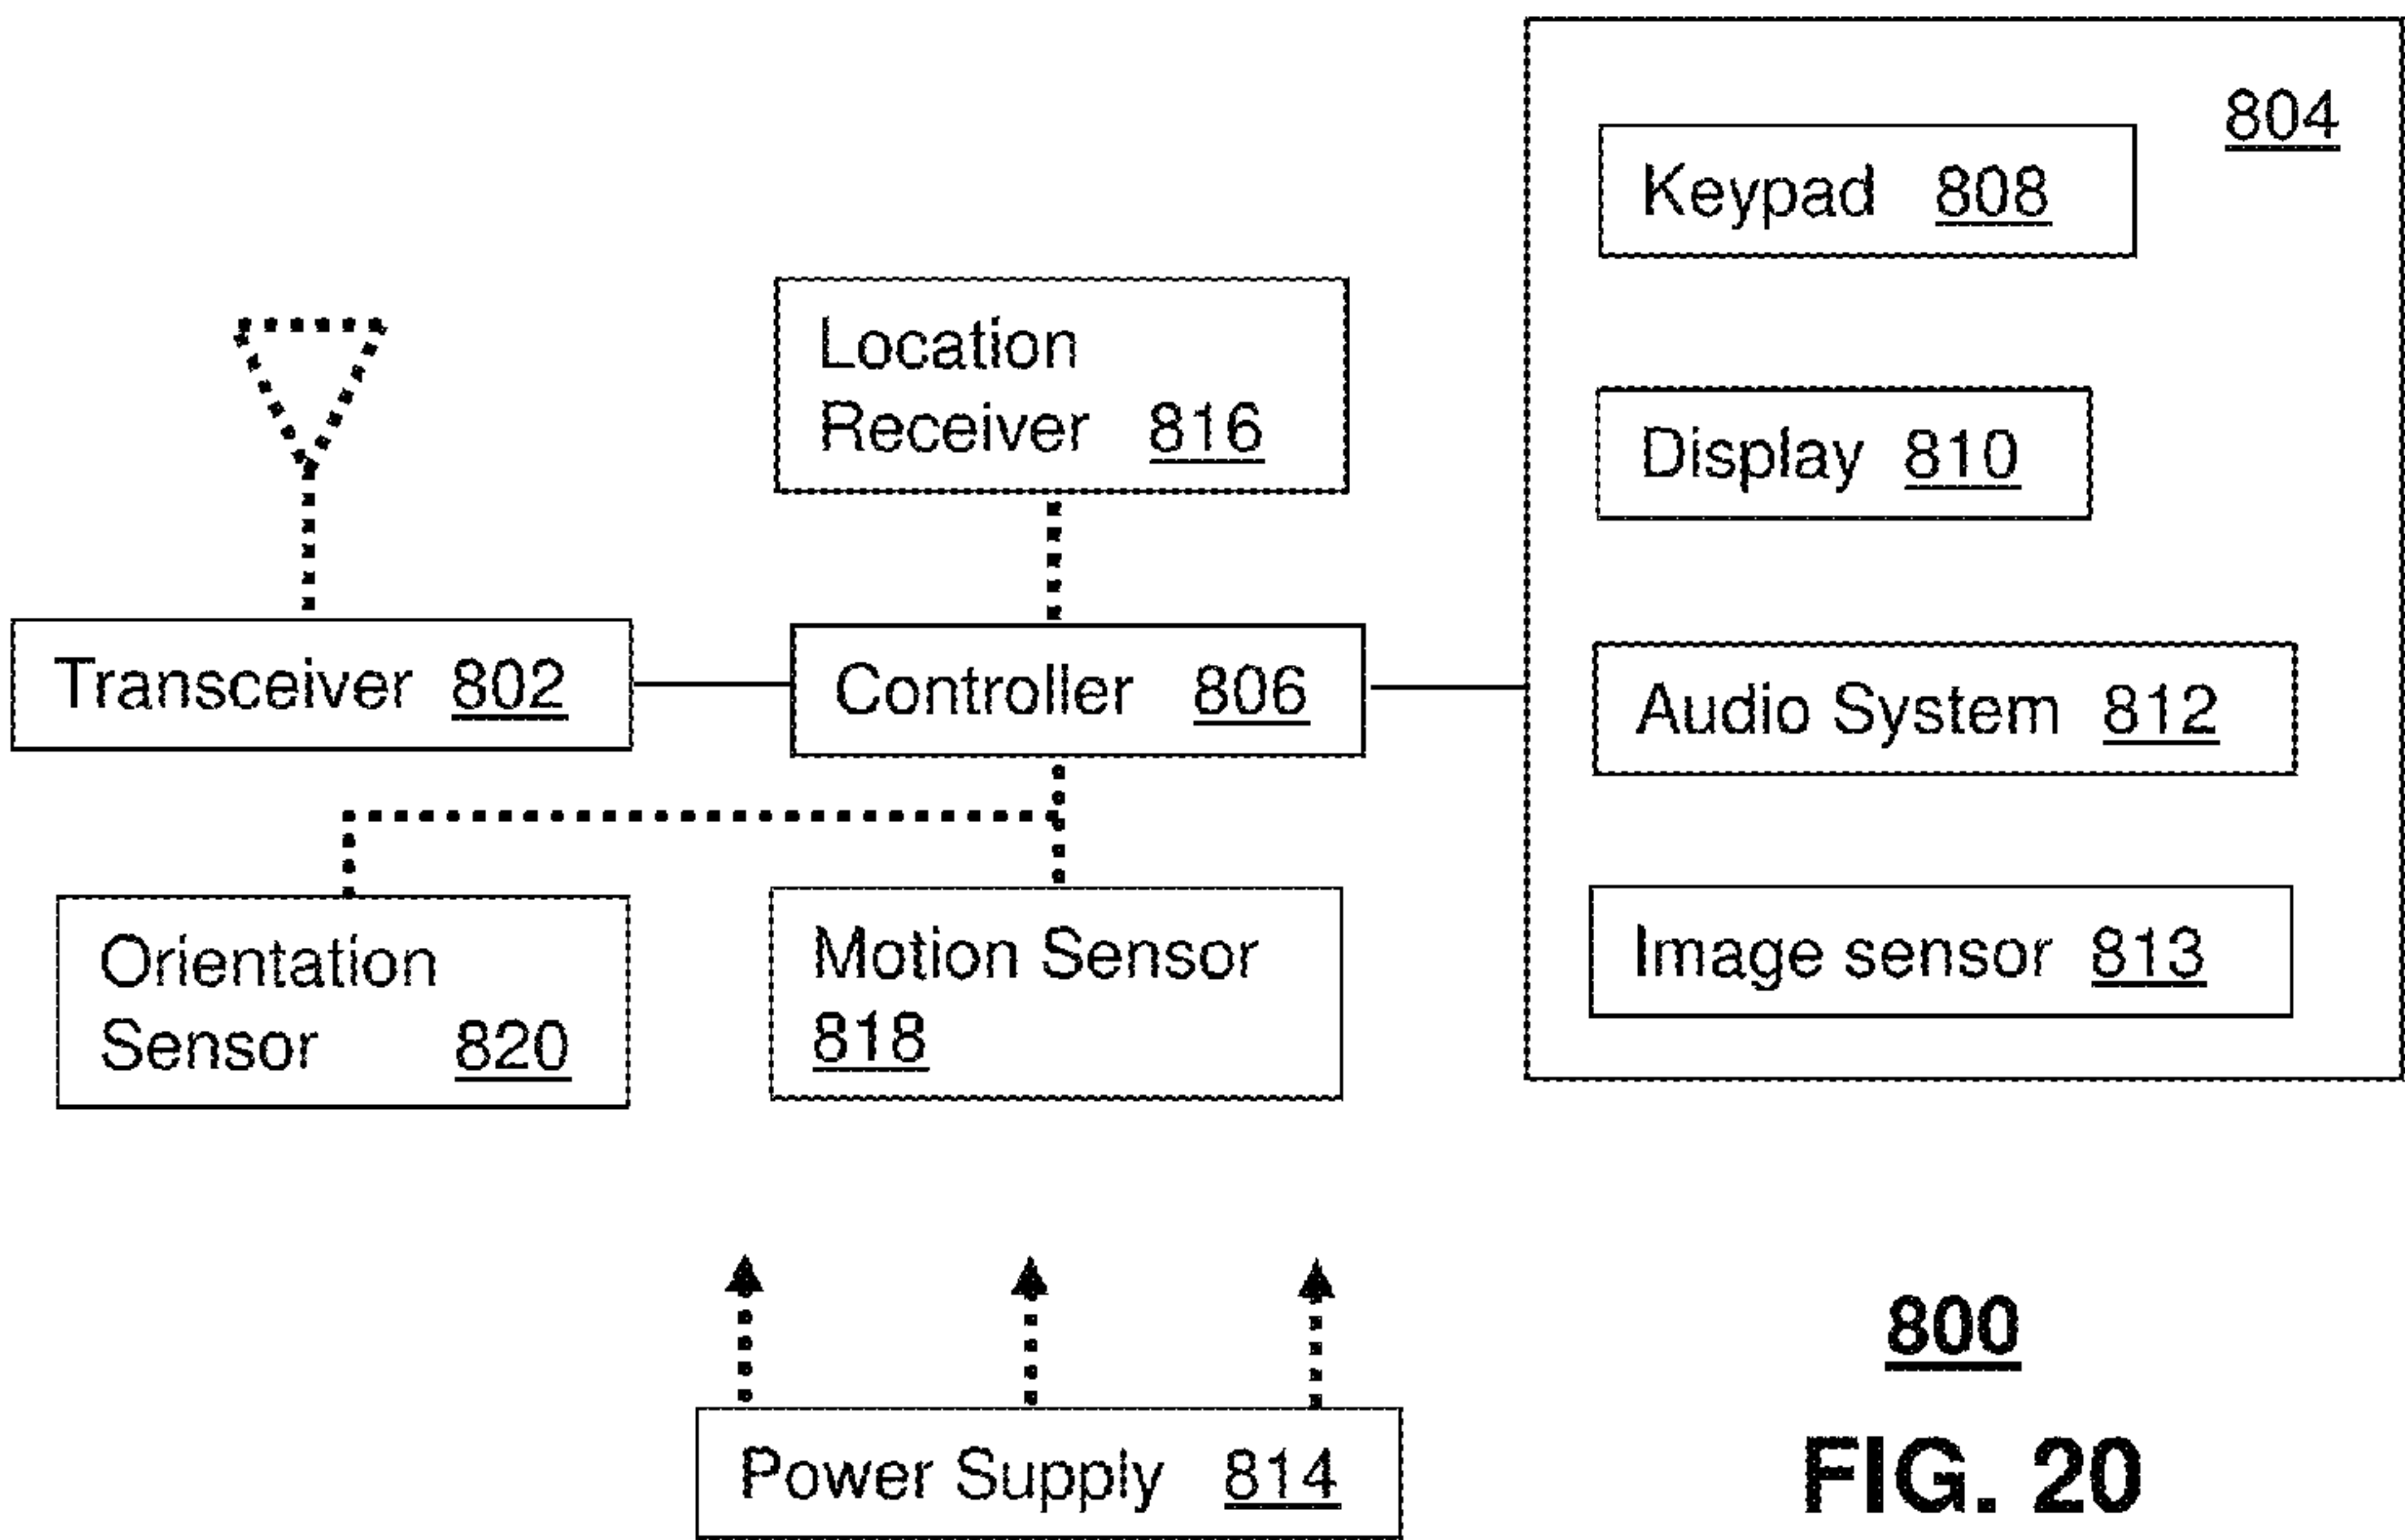 804
Keypad 808
Location
Receiver 816
Display 810
Transceiver 802
Controller 806
Audio System 812
Orientation
Sensor 820
Motion Sensor
818
Image sensor 813
Power Supply 814
800
FIG. 20